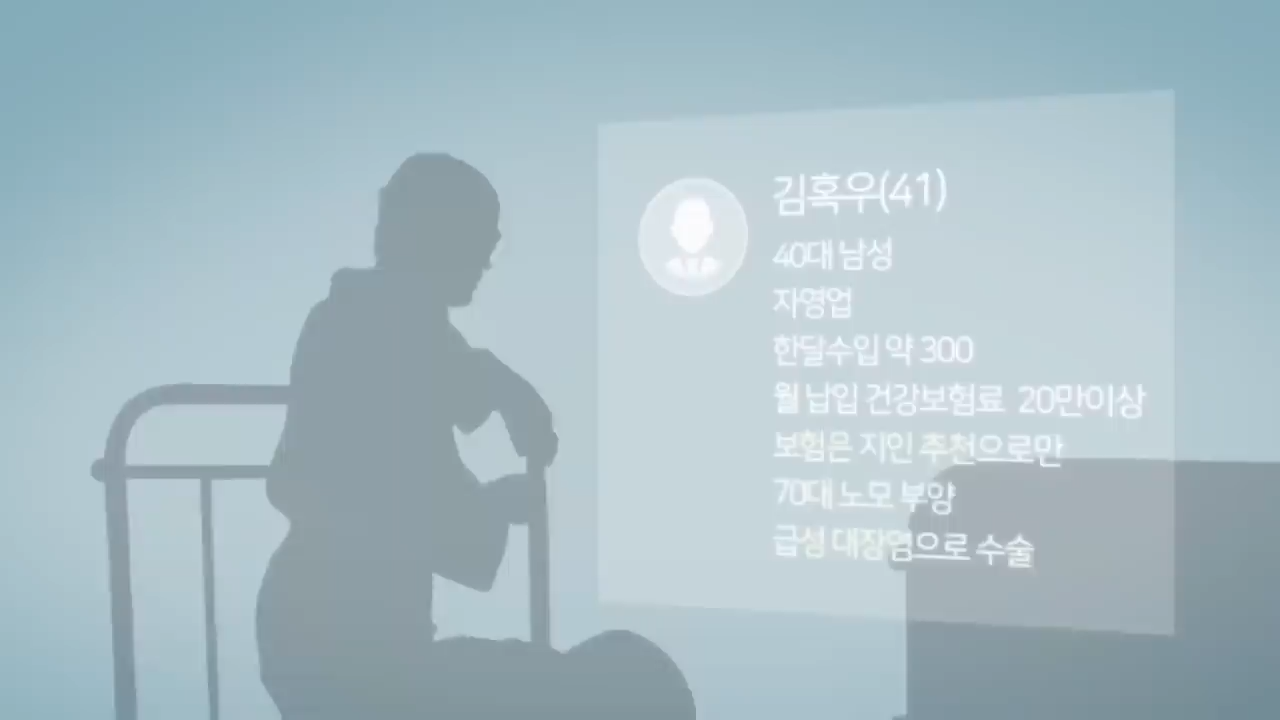 김혹우(41)
40대 남성
자영업
한달수입 약 300
월 납입 건강보험료 20만이상
보험은 지인 추천으로만
70대 노모 부양
급성 대장염으로 수술